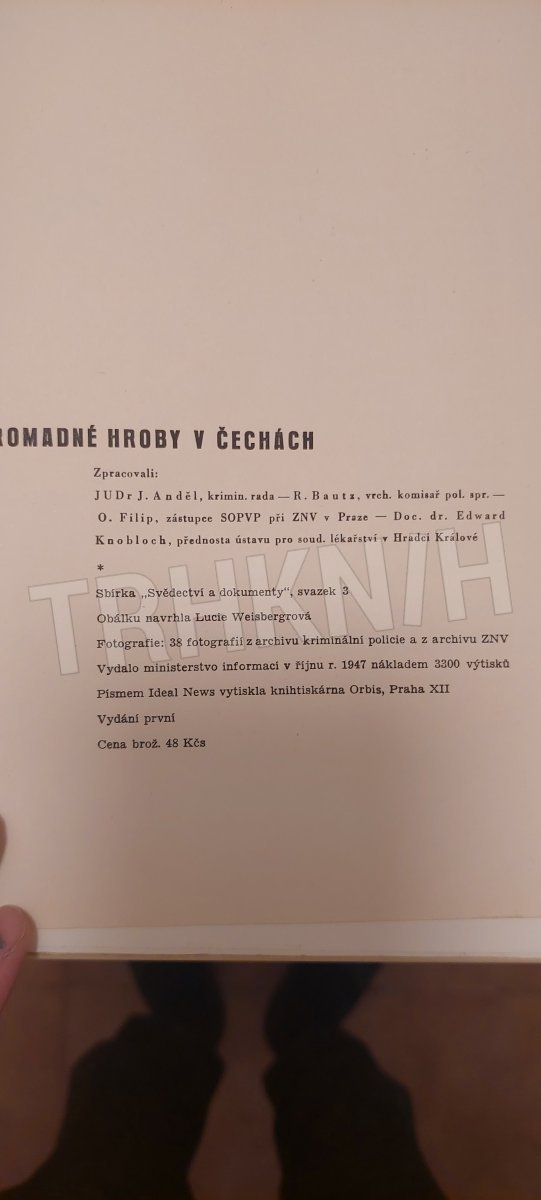 ROMADNÉ HROBY V ČECHÁCH
Zpracovali:
JUDr J. Anděl, krimin. rada — R. Bautz, vrch. komisař pol. spr. —
O. Filip, zástupce SOPVP při ZNV v Praze — Doc. dr. Edward
Knobloch, přednosta ústavu pro soud. lékařství v Hradci Králové
*
Sbírka „Svědectví a dokumenty", svazek 3
Obálku navrhla Lucie Weisbergrová
Fotografie: 38 fotografií z archivu kriminální policie a z archivu ZNV
Vydalo ministerstvo informací v říjnu r. 1947 nákladem 3300 výtisků
Písmem Ideal News vytiskla knihtiskárna Orbis, Praha XII
Vydání první
Cena brož. 48 Kčs
TRHKNIH